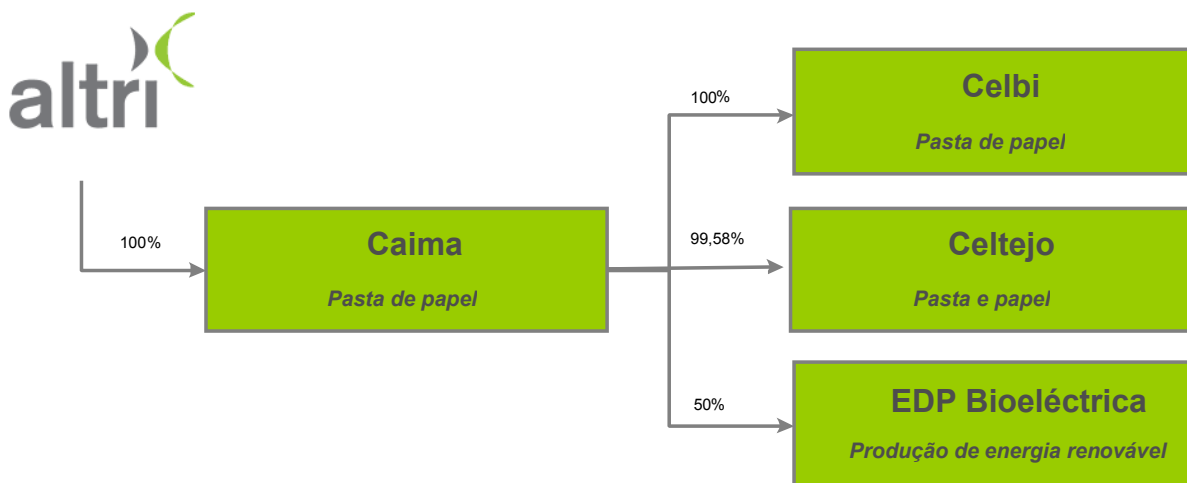 altri
100%
Caima
Pasta de papel
100%
Celbi
Pasta de papel
99,58%
Celtejo
Pasta e papel
50%
EDP Bioeléctrica
Produção de energia renovável